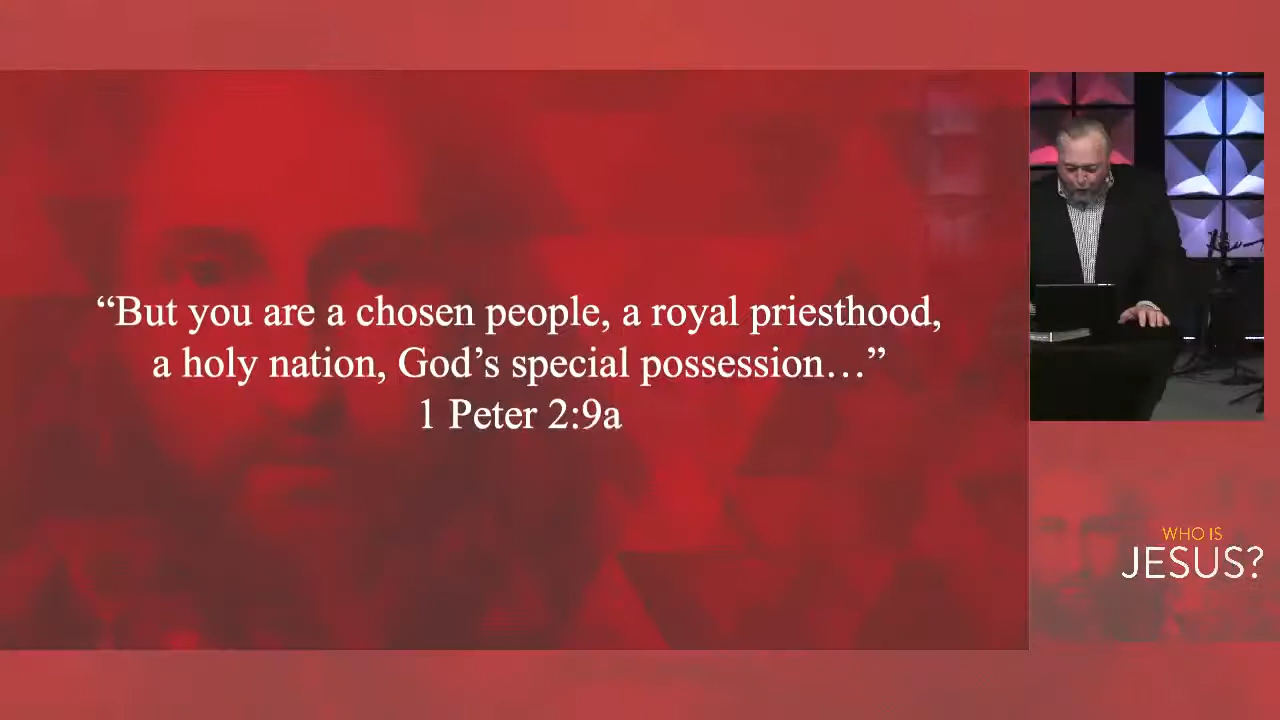 “But you are a chosen people, a royal priesthood,
a holy nation, God’s special possession…”
1 Peter 2:9a
WHO IS
JESUS?